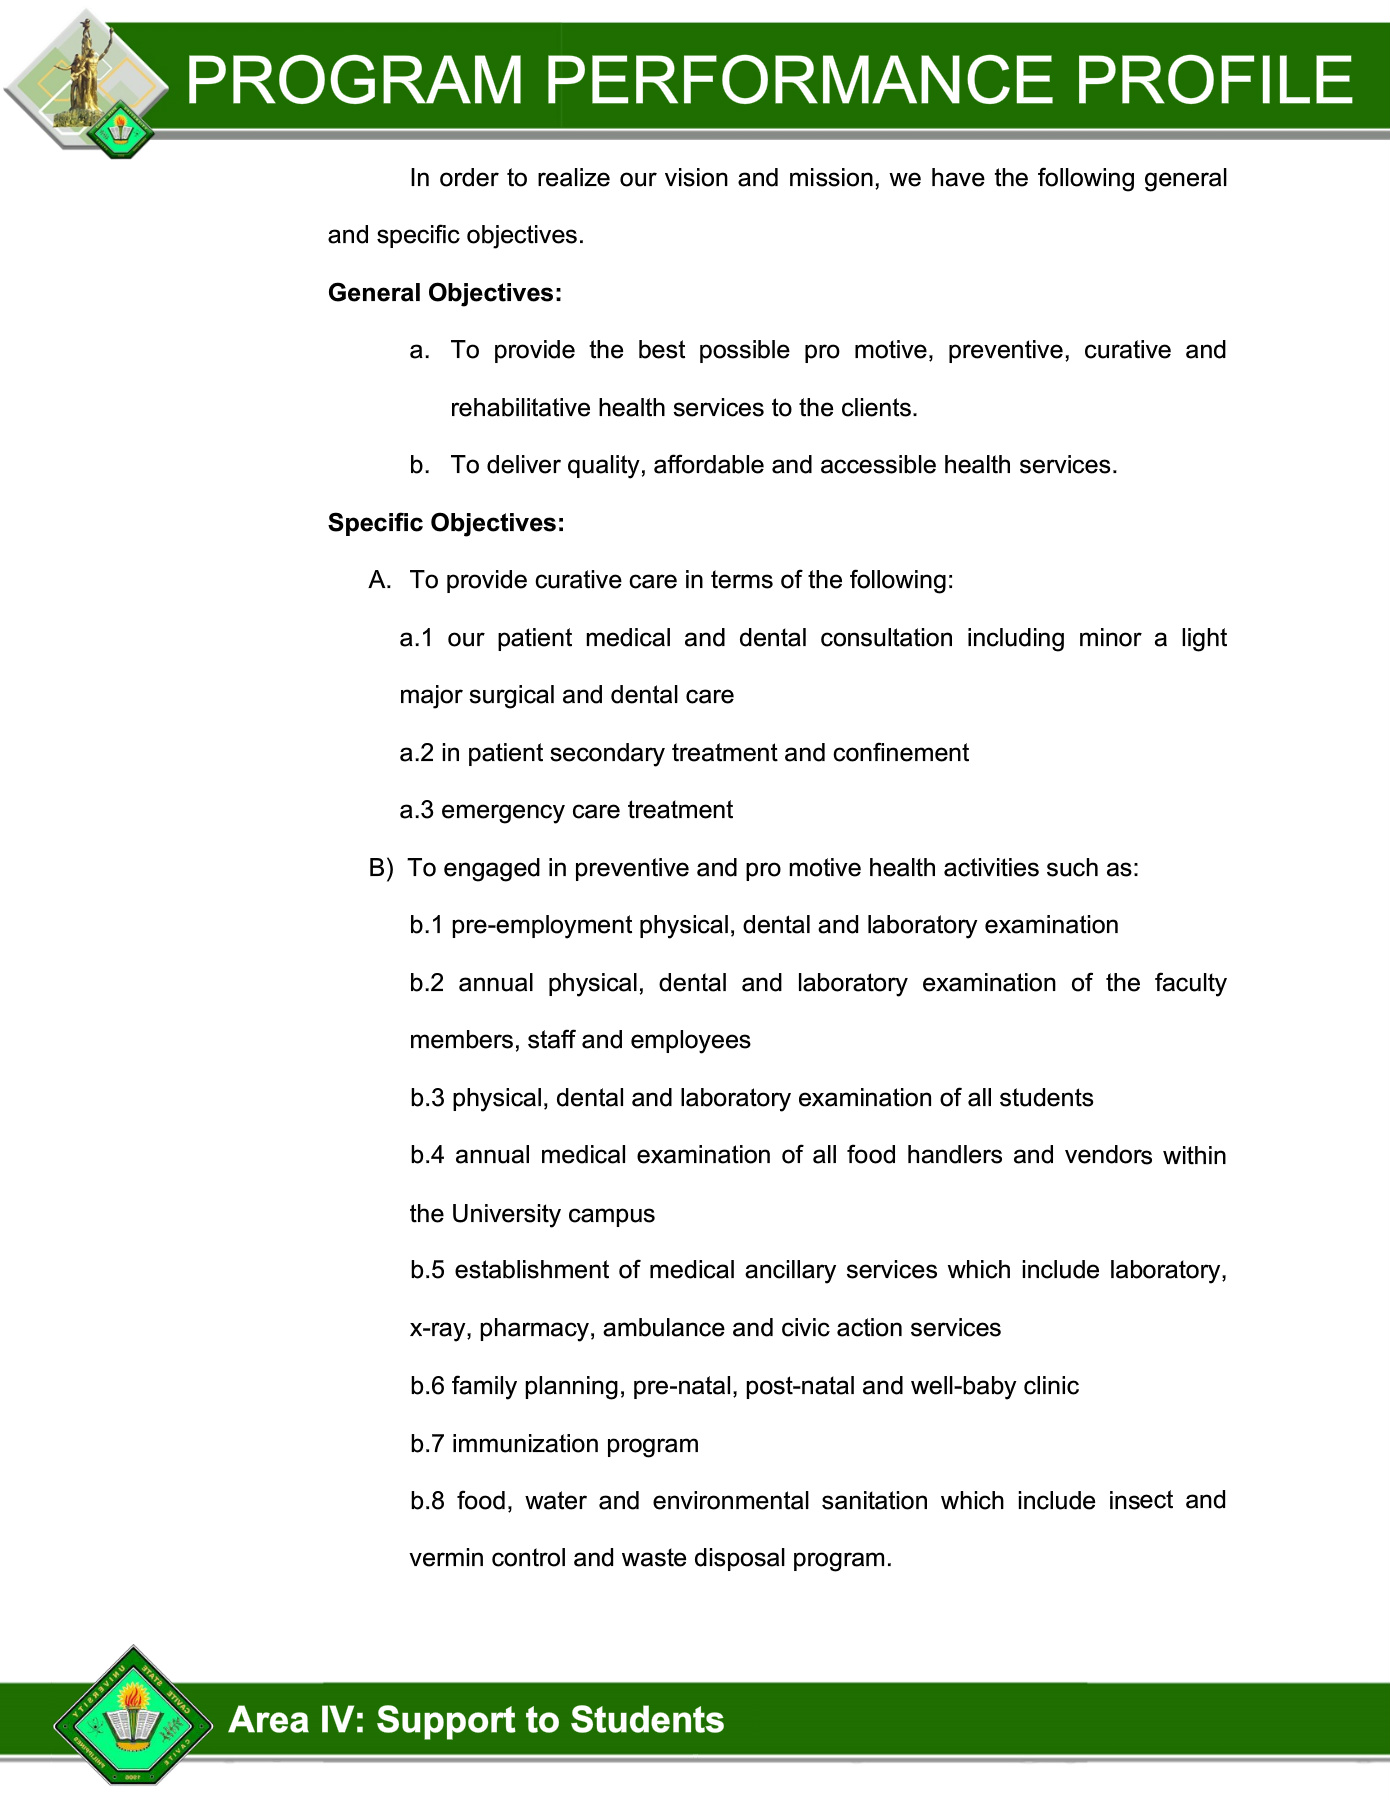 PROGRAM PERFORMANCE PROFILE
In order to realize our vision and mission, we have the following general
and specific objectives.
General Objectives:
a. To provide the best possible pro motive, preventive, curative and
rehabilitative health services to the clients.
b. To deliver quality, affordable and accessible health services.
Specific Objectives:
A. To provide curative care in terms of the following:
a.1 our patient medical and dental consultation including minor a light
major surgical and dental care
a.2 in patient secondary treatment and confinement
a.3 emergency care treatment
B) To engaged in preventive and pro motive health activities such as:
b.1 pre-employment physical, dental and laboratory examination
b.2 annual physical, dental and laboratory examination of the faculty
members, staff and employees
b.3 physical, dental and laboratory examination of all students
b.4 annual medical examination of all food handlers and vendors within
the University campus
b.5 establishment of medical ancillary services which include laboratory,
x-ray, pharmacy, ambulance and civic action services
b.6 family planning, pre-natal, post-natal and well-baby clinic
b.7 immunization program
b.8 food, water and environmental sanitation which include insect and
vermin control and waste disposal program.
CAVITE STATE UNIVERSITY
CAVITE
PHILIPPINES
Area IV: Support to Students